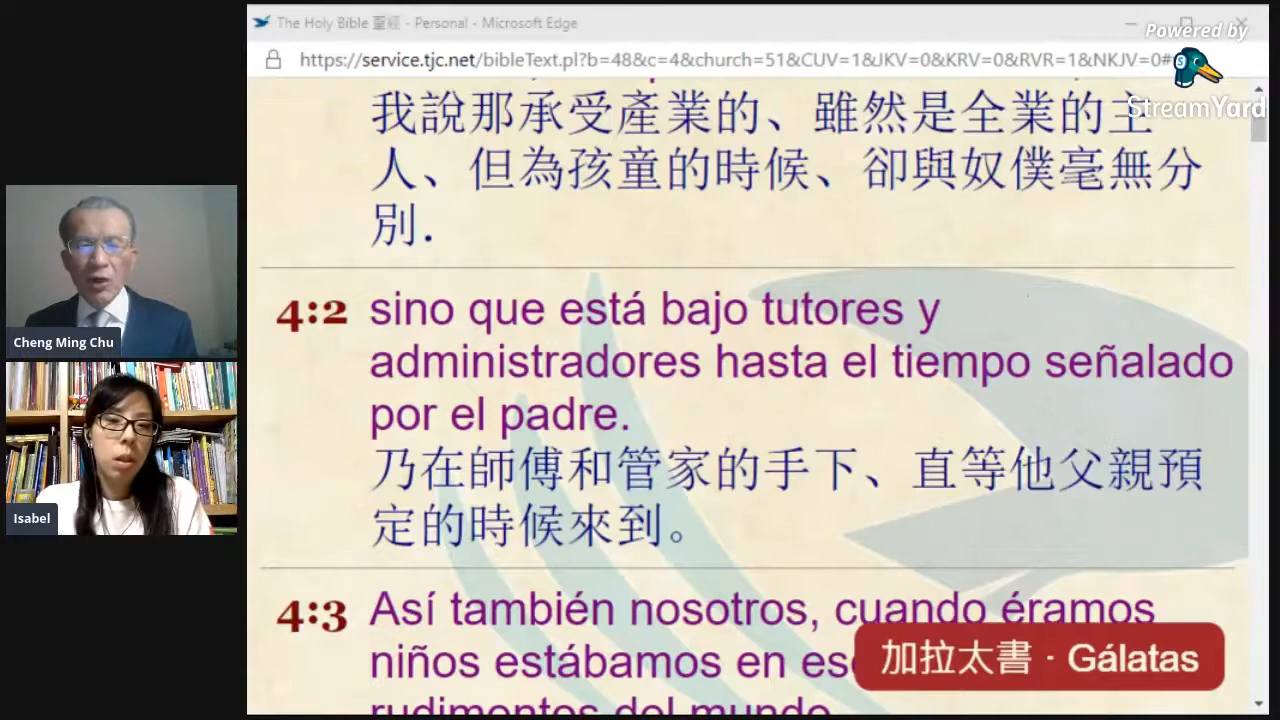 The Holy Bible 聖經 - Personal - Microsoft Edge
Powered by
https://service.tjc.net/bibleText.pl?b=48&c=4&church=51&CUV=1&JKV=0&KRV=0&RVR=1&NKJV=0#
StreamYard
我說那承受產業的、雖然是全業的主
人、但為孩童的時候、卻與奴僕毫無分
別.
4:2 sino que está bajo tutores y
administradores hasta el tiempo señalado
por el padre.
乃在師傅和管家的手下、直等他父親預
定的時候來到。
4:3 Así también nosotros, cuando éramos
niños estábamos en
rudimentos del mundo
加拉太書 · Gálatas
Cheng Ming Chu
Isabel